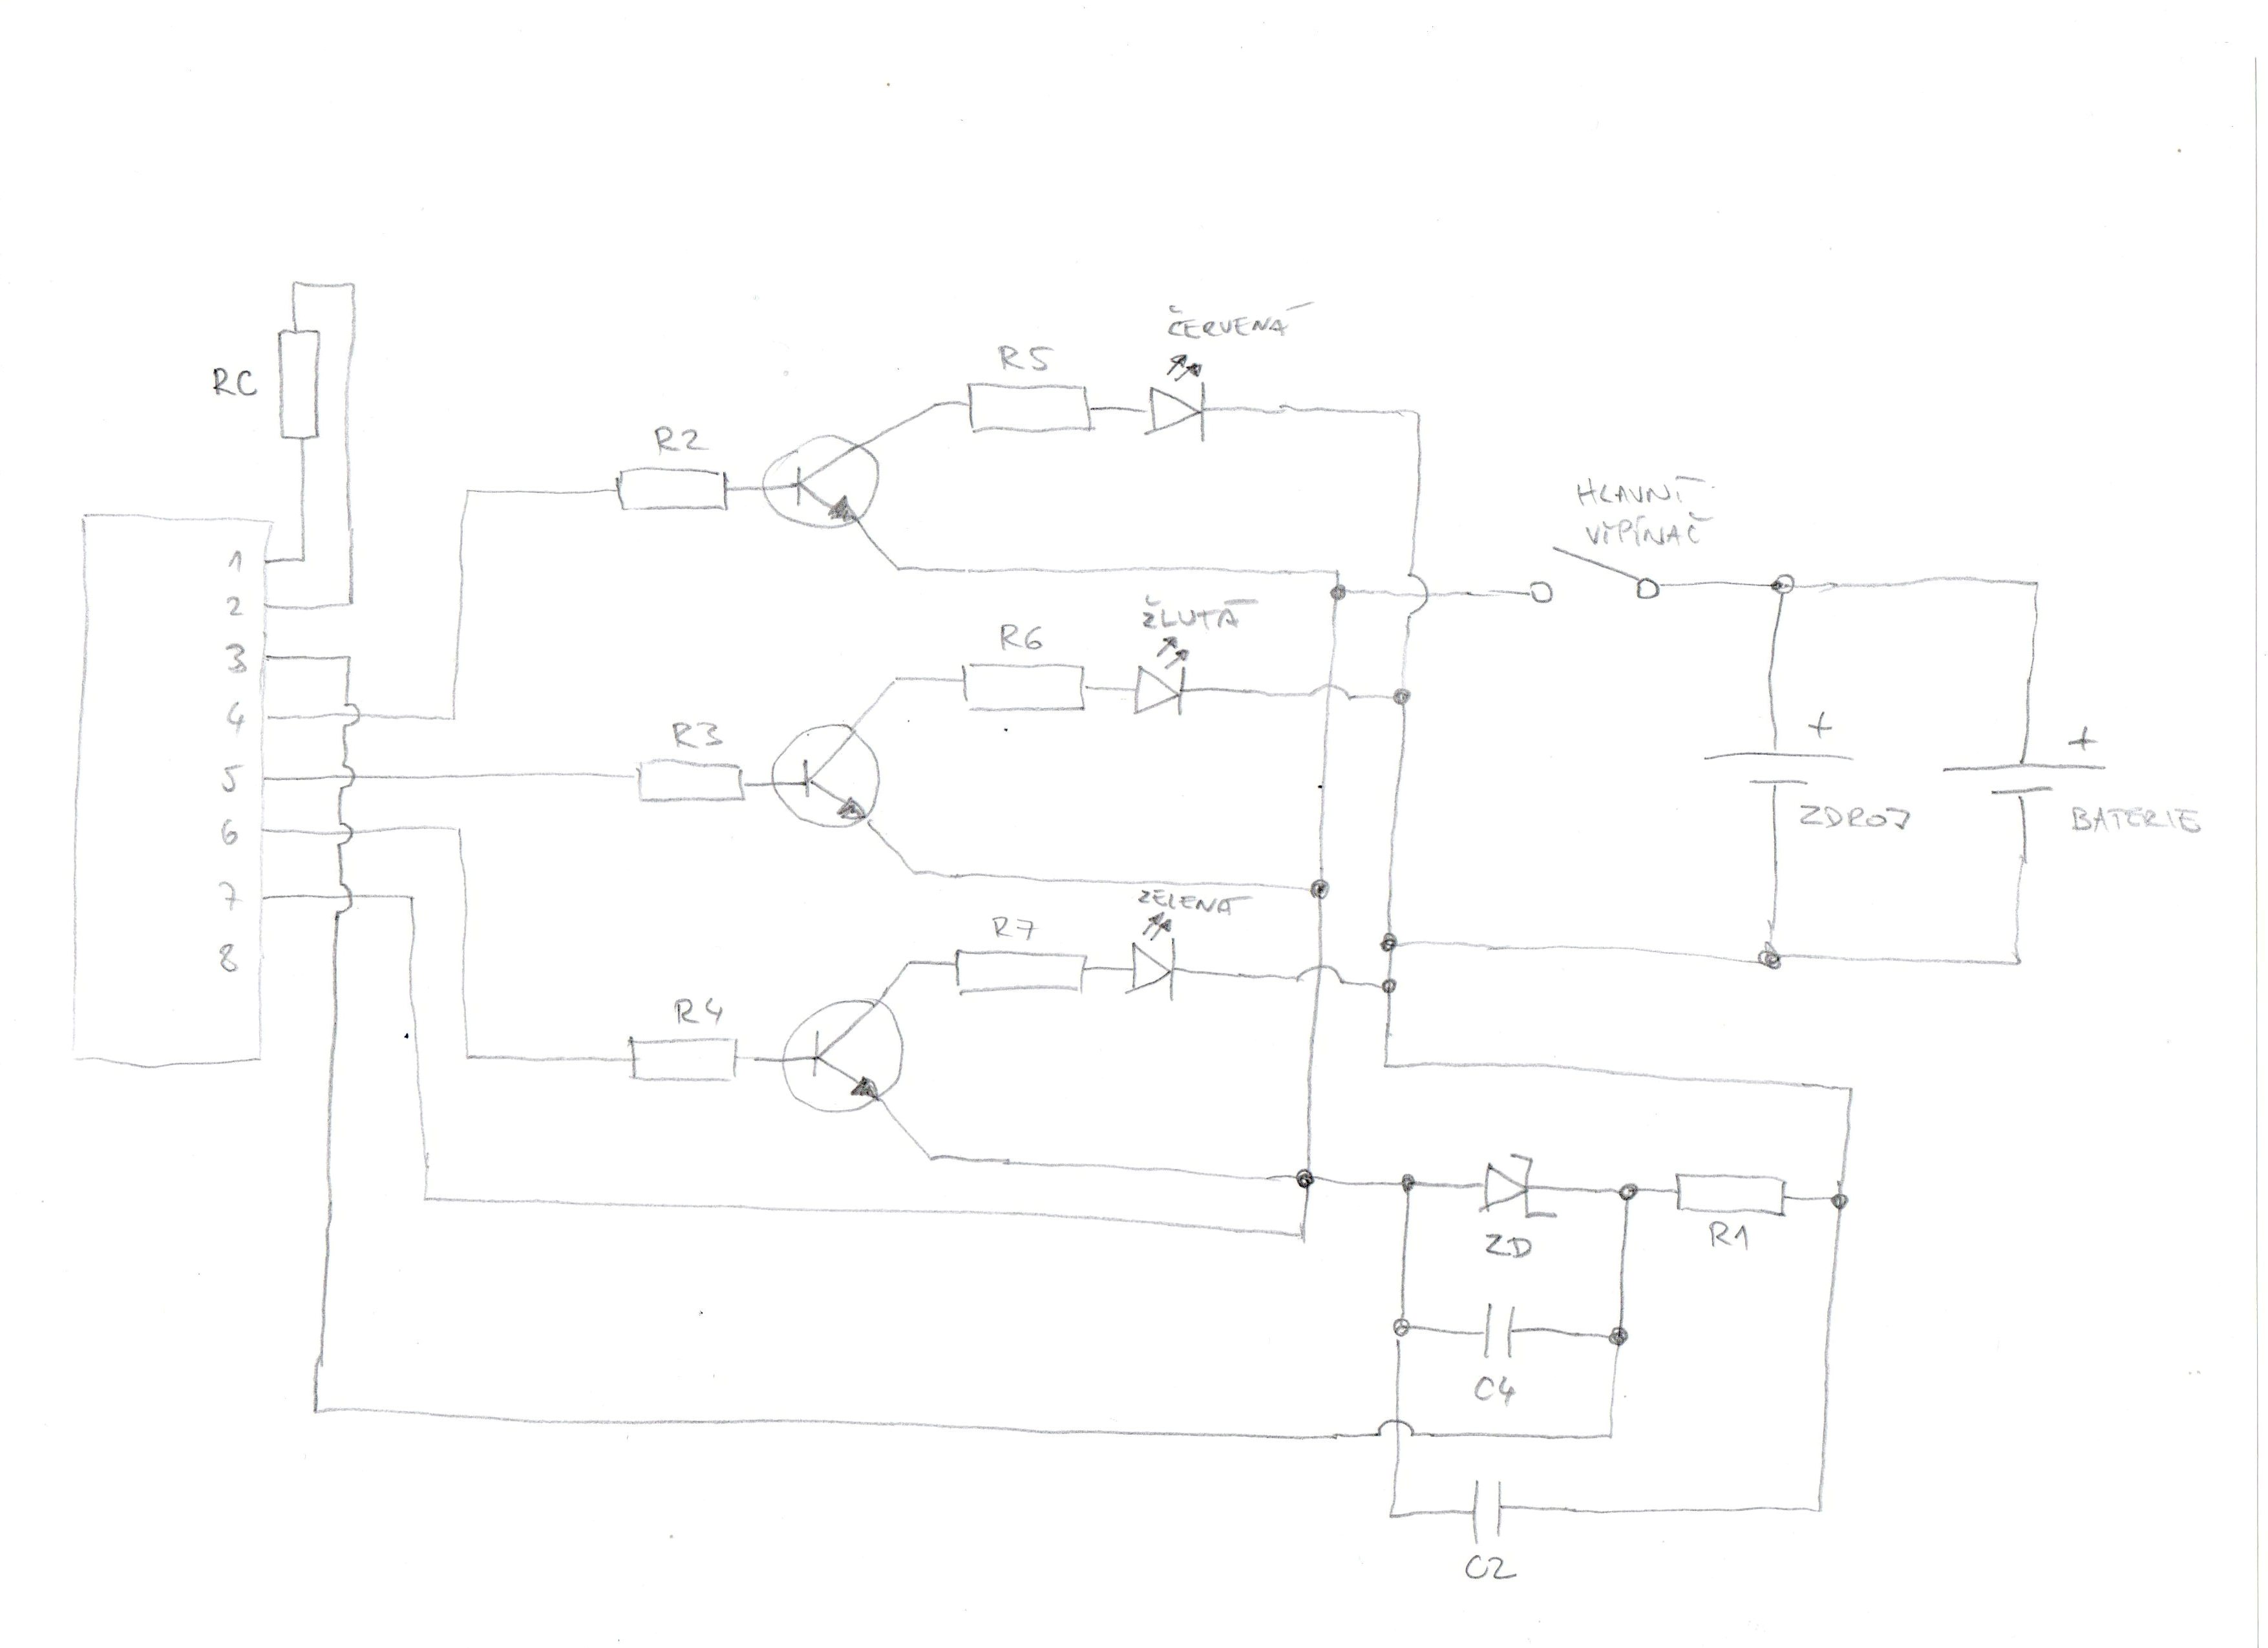 ČERVENÁ
R5
RC
R2
HLAVNÍ
VYPÍNAČ
1
2
ŽLUTÁ
R6
3
4
R3
+
+
5
ZDROJ
BATERIE
6
7
ZELENÁ
R7
8
R4
ZD
R1
C4
C2